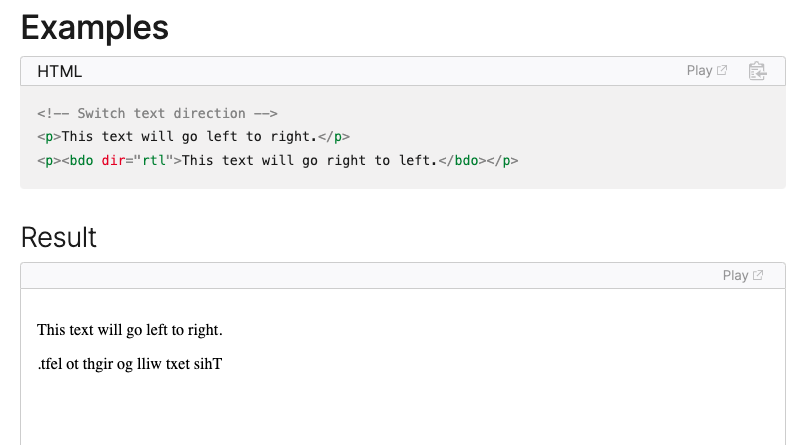 Examples
HTML
Play
<!-- Switch text direction -->
<p>This text will go left to right.</p>
<p><bdo dir="rtl">This text will go right to left.</bdo></p>
Result
Play
This text will go left to right.
.tfel ot thgir og lliw txet sihT